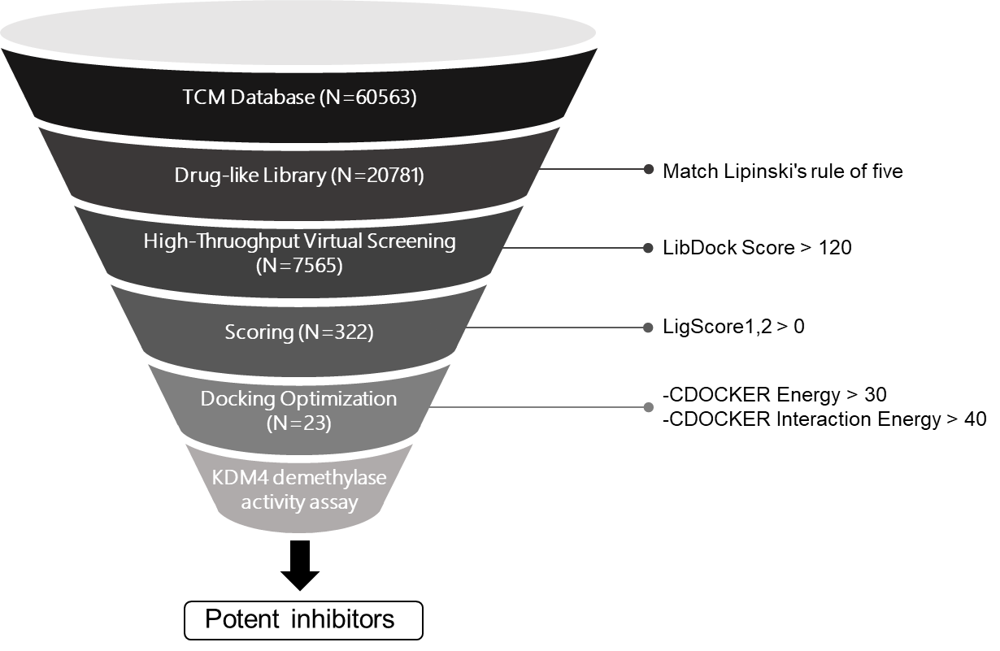 TCM Database (N=60563)
Drug-like Library (N=20781)
Match Lipinski's rule of five
High-Thruoghput Virtual Screening
(N=7565)
LibDock Score > 120
Scoring (N=322)
LigScore1,2 > 0
Docking Optimization
(N=23)
-CDOCKER Energy > 30
-CDOCKER Interaction Energy > 40
KDM4 demethylase
activity assay
Potent inhibitors